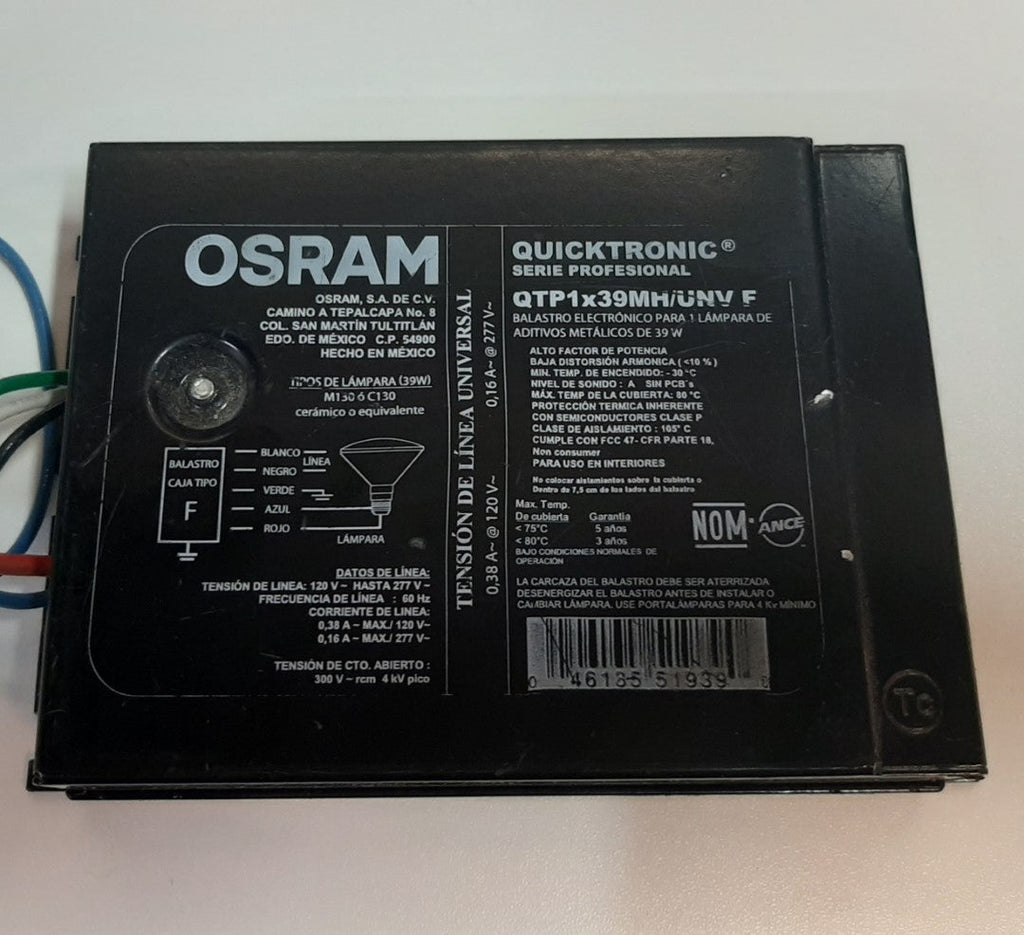 OSRAM
OSRAM, S.A. DE C.V.
CAMINO A TEPALCAPA No. 8
COL. SAN MARTÍN TULTITLÁN
EDO. DE MÉXICO C.P. 54900
HECHO EN MÉXICO
TIPOS DE LÁMPARA (39W)
M130 ó C130
cerámico o equivalente
BALASTRO
CAJA TIPO
F
BLANCO
NEGRO
LÍNEA
VERDE
AZUL
ROJO
LÁMPARA
DATOS DE LÍNEA:
TENSIÓN DE LINEA: 120 V ~ HASTA 277 V ~
FRECUENCIA DE LÍNEA : 60 Hz
CORRIENTE DE LINEA:
0,38 A ~ MAX./ 120 V~
0,16 A ~ MAX./ 277 V~
TENSIÓN DE CTO. ABIERTO :
300 V ~ rcm 4 kV pico
TENSIÓN DE LÍNEA UNIVERSAL
0,38 A~ @ 120 V~
0,16 A~ @ 277 V~
QUICKTRONIC®
SERIE PROFESIONAL
QTP1x39MH/UNV F
BALASTRO ELECTRÓNICO PARA 1 LÁMPARA DE
ADITIVOS METÁLICOS DE 39 W
ALTO FACTOR DE POTENCIA
BAJA DISTORSIÓN ARMONICA ( <10 % )
MIN. TEMP. DE ENCENDIDO: - 30 °C
NIVEL DE SONIDO : A SIN PCB´s
MÁX. TEMP DE LA CUBIERTA: 80 °C
PROTECCIÓN TERMICA INHERENTE
CON SEMICONDUCTORES CLASE P
CLASE DE AISLAMIENTO : 105° C
CUMPLE CON FCC 47- CFR PARTE 18,
Non consumer
PARA USO EN INTERIORES
No colocar aislamientos sobre la cubierta o
Dentro de 7,5 cm de los lados del balastro
Max. Temp.
De cubierta Garantía
< 75°C 5 años
< 80°C 3 años
BAJO CONDICIONES NORMALES DE
OPERACIÓN
NOM· ANCE
LA CARCAZA DEL BALASTRO DEBE SER ATERRIZADA
DESENERGIZAR EL BALASTRO ANTES DE INSTALAR O
CAMBIAR LÁMPARA. USE PORTALÁMPARAS PARA 4 Kv MÍNIMO
0 46135 51939
Tc